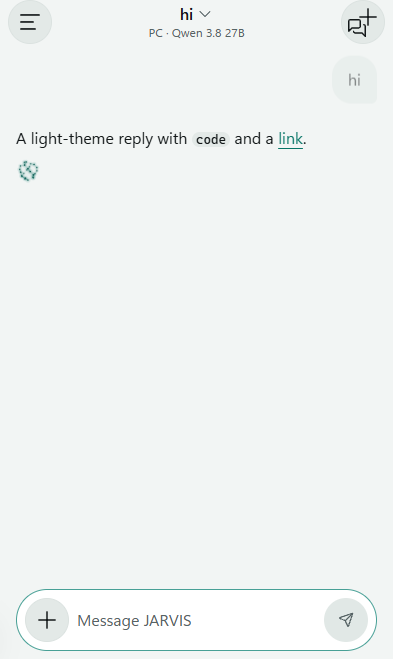 hi
PC · Qwen 3.8 27B
hi
A light-theme reply with code and a link.
Message JARVIS